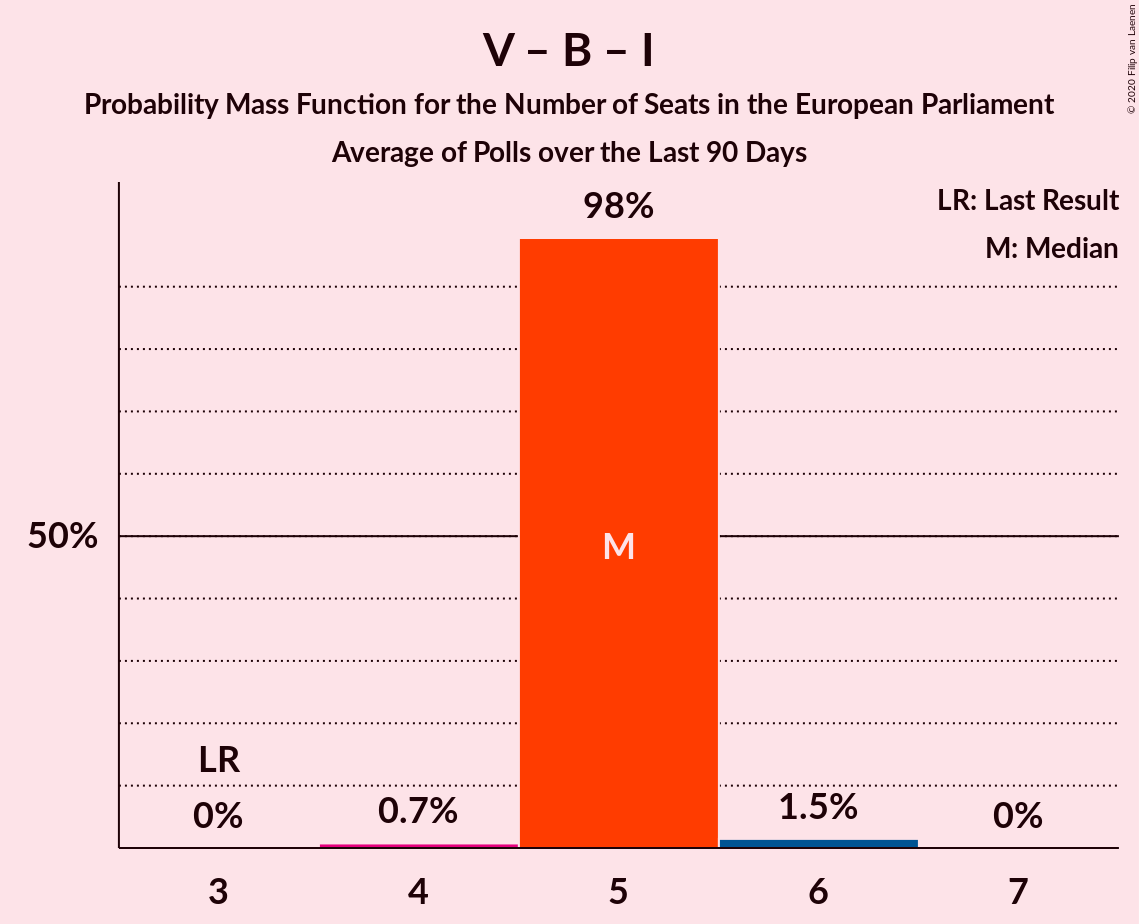 V – B – I
Probability Mass Function for the Number of Seats in the European Parliament
Average of Polls over the Last 90 Days
© 2020 Filip van Laenen
LR: Last Result
M: Median
98%
50%
M
LR
0%
0.7%
1.5%
0%
3 4 5 6 7